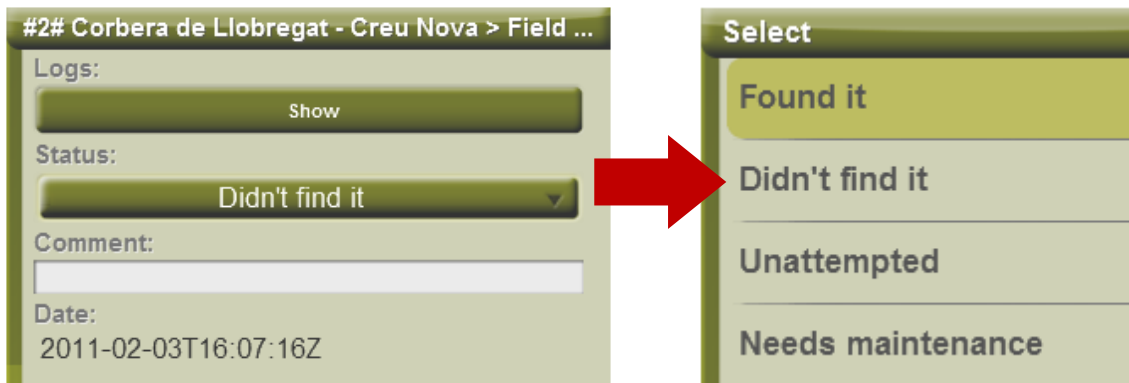 #2# Corbera de Llobregat - Creu Nova > Field ...
Logs:
Show
Status:
Didn't find it
Comment:
Date:
2011-02-03T16:07:16Z
Select
Found it
Didn't find it
Unattempted
Needs maintenance